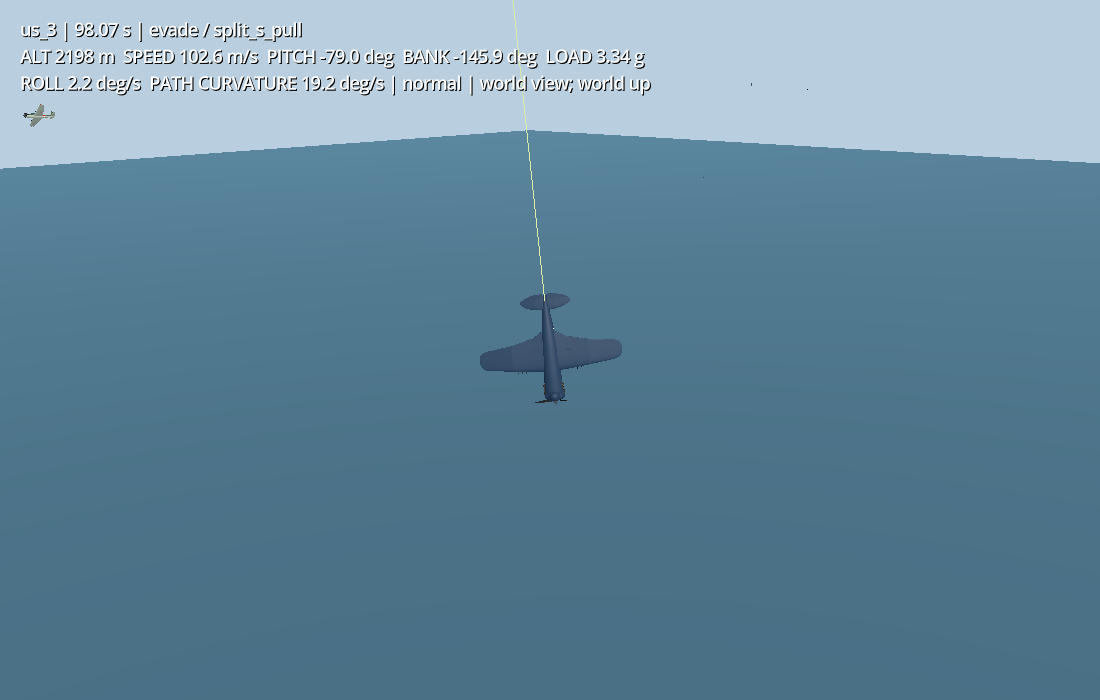 us_3 | 98.07 s | evade / split_s_pull
ALT 2198 m  SPEED 102.6 m/s  PITCH -79.0 deg  BANK -145.9 deg  LOAD 3.34 g
ROLL 2.2 deg/s  PATH CURVATURE 19.2 deg/s | normal | world view; world up